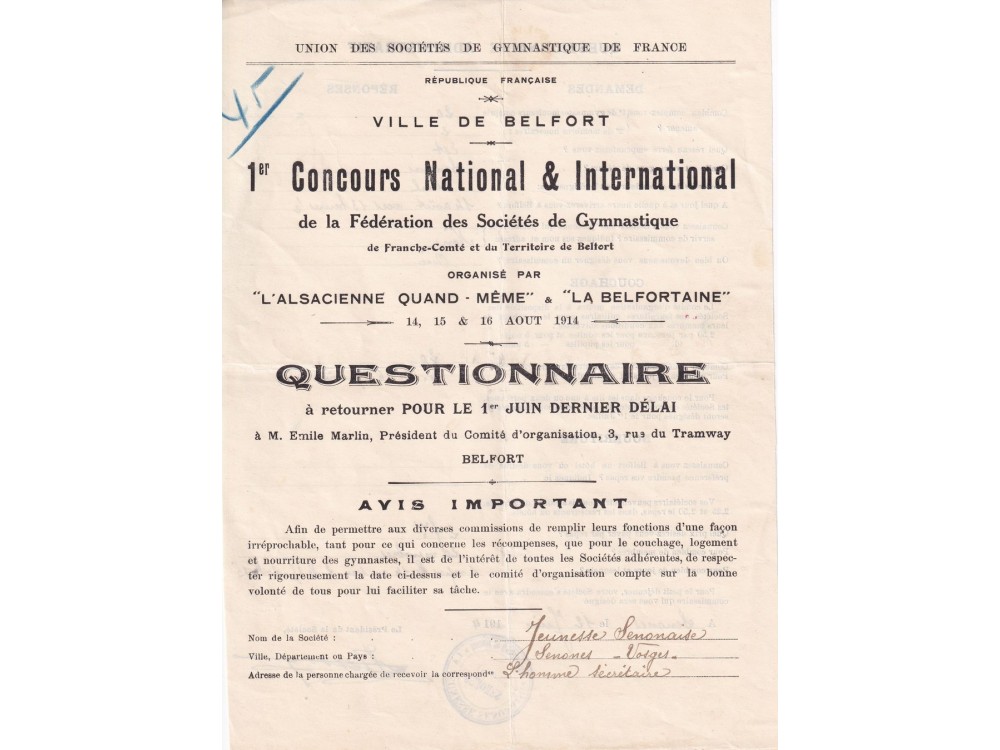 UNION DES SOCIÉTÉS DE GYMNASTIQUE DE FRANCE
RÉPUBLIQUE FRANÇAISE
45
VILLE DE BELFORT
1er Concours National & International
de la Fédération des Sociétés de Gymnastique
de Franche-Comté et du Territoire de Belfort
ORGANISÉ PAR
"L'ALSACIENNE QUAND - MÊME" & "LA BELFORTAINE"
14, 15 & 16 AOUT 1914
QUESTIONNAIRE
à retourner POUR LE 1er JUIN DERNIER DÉLAI
à M. Emile Marlin, Président du Comité d'organisation, 3, rue du Tramway
BELFORT
AVIS IMPORTANT
Afin de permettre aux diverses commissions de remplir leurs fonctions d'une façon
irréprochable, tant pour ce qui concerne les récompenses, que pour le couchage, logement
et nourriture des gymnastes, il est de l'intérêt de toutes les Sociétés adhérentes, de respec-
ter rigoureusement la date ci-dessus et le comité d'organisation compte sur la bonne
volonté de tous pour lui faciliter sa tâche.
Nom de la Société : Jeunesse Senonaise
Ville, Département ou Pays : Senones - Vosges -
Adresse de la personne chargée de recevoir la correspondce L'homme sécrétaire